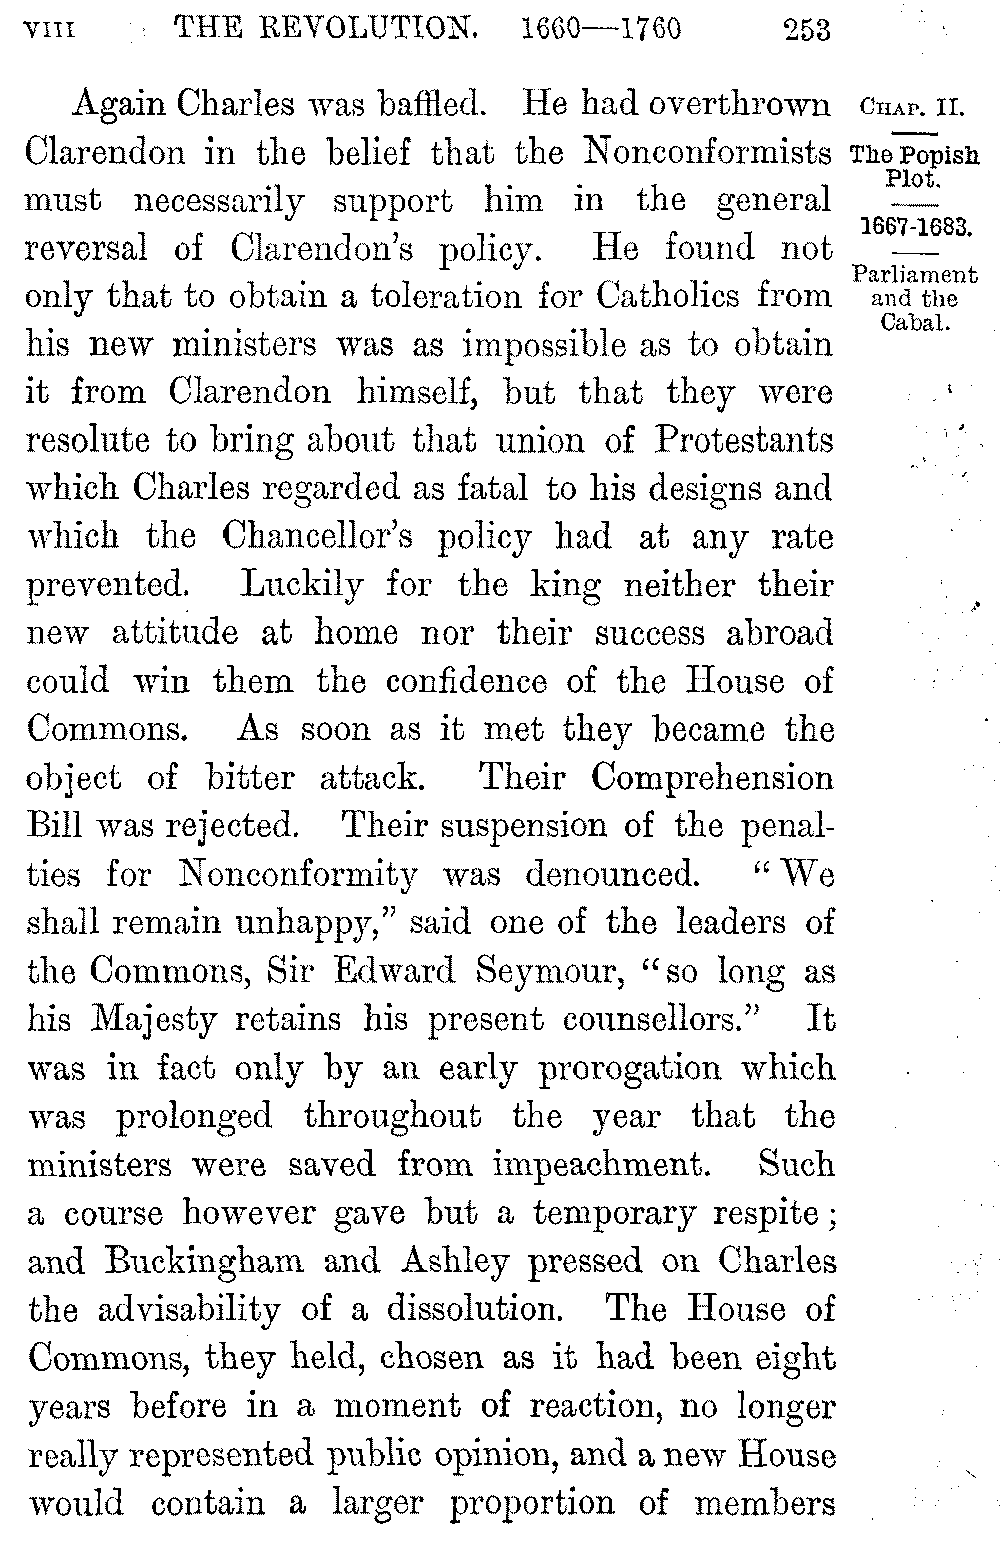 VIII THE REVOLUTION. 1660—1760 253
Again Charles was baffled. He had overthrown
Clarendon in the belief that the Nonconformists
must necessarily support him in the general
reversal of Clarendon's policy. He found not
only that to obtain a toleration for Catholics from
his new ministers was as impossible as to obtain
it from Clarendon himself, but that they were
resolute to bring about that union of Protestants
which Charles regarded as fatal to his designs and
which the Chancellor's policy had at any rate
prevented. Luckily for the king neither their
new attitude at home nor their success abroad
could win them the confidence of the House of
Commons. As soon as it met they became the
object of bitter attack. Their Comprehension
Bill was rejected. Their suspension of the penal-
ties for Nonconformity was denounced. “We
shall remain unhappy,” said one of the leaders of
the Commons, Sir Edward Seymour, “so long as
his Majesty retains his present counsellors.” It
was in fact only by an early prorogation which
was prolonged throughout the year that the
ministers were saved from impeachment. Such
a course however gave but a temporary respite;
and Buckingham and Ashley pressed on Charles
the advisability of a dissolution. The House of
Commons, they held, chosen as it had been eight
years before in a moment of reaction, no longer
really represented public opinion, and a new House
would contain a larger proportion of members
CHAP. II.
The Popish
Plot.
1667-1683.
Parliament
and the
Cabal.